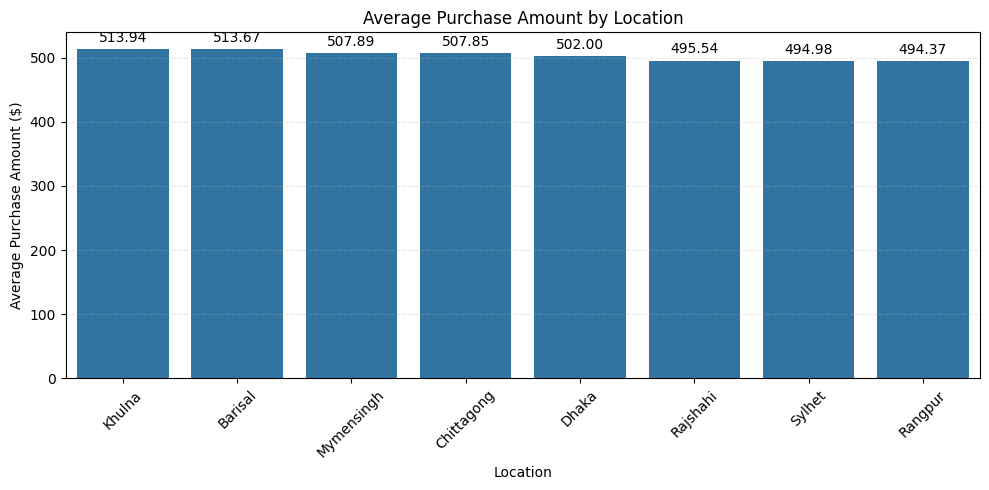 Average Purchase Amount by Location
513.94 513.67 507.89 507.85 502.00 495.54 494.98 494.37
Average Purchase Amount ($)
500
400
300
200
100
0
Khulna Barisal Mymensingh Chittagong Dhaka Rajshahi Sylhet Rangpur
Location